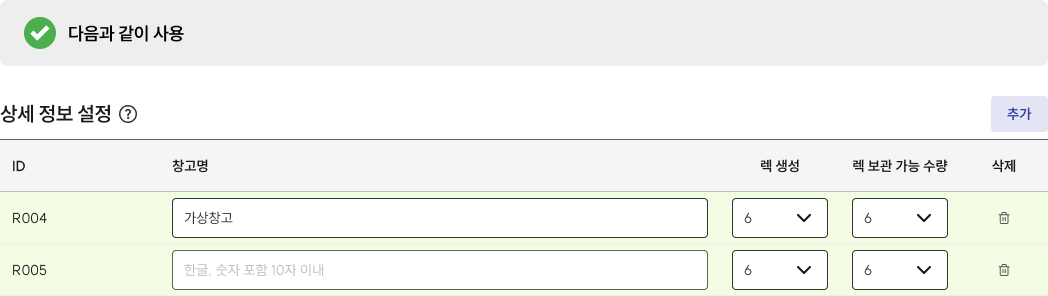 다음과 같이 사용
상세 정보 설정 ?
추가
ID 창고명 렉 생성 렉 보관 가능 수량 삭제
R004 가상창고 6 6
R005 한글, 숫자 포함 10자 이내 6 6